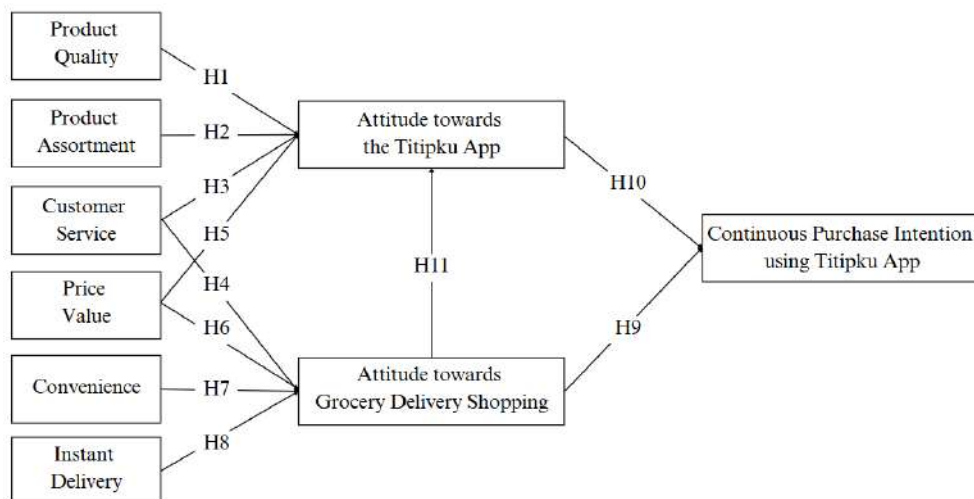 Product
Quality
H1
Product
Assortment
H2
Attitude towards
the Titipku App
H3
Customer
Service
H5
H10
H4
H11
Continuous Purchase Intention
using Titipku App
Price
Value
H6
H9
Convenience
H7
Attitude towards
Grocery Delivery Shopping
H8
Instant
Delivery